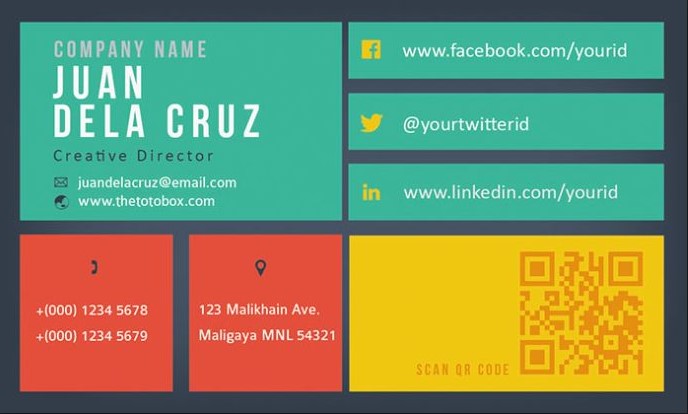 COMPANY NAME
JUAN
DELA CRUZ
Creative Director
juandelacruz@email.com
www.thetotobox.com
www.facebook.com/yourid
@yourtwitterid
www.linkedin.com/yourid
+(000) 1234 5678
+(000) 1234 5679
123 Malikhain Ave.
Maligaya MNL 54321
SCAN QR CODE